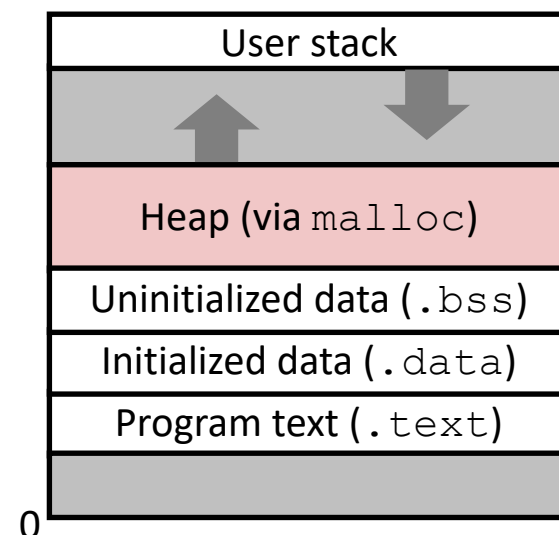 User stack
Heap (via malloc)
Uninitialized data (.bss)
Initialized data (.data)
Program text (.text)
0